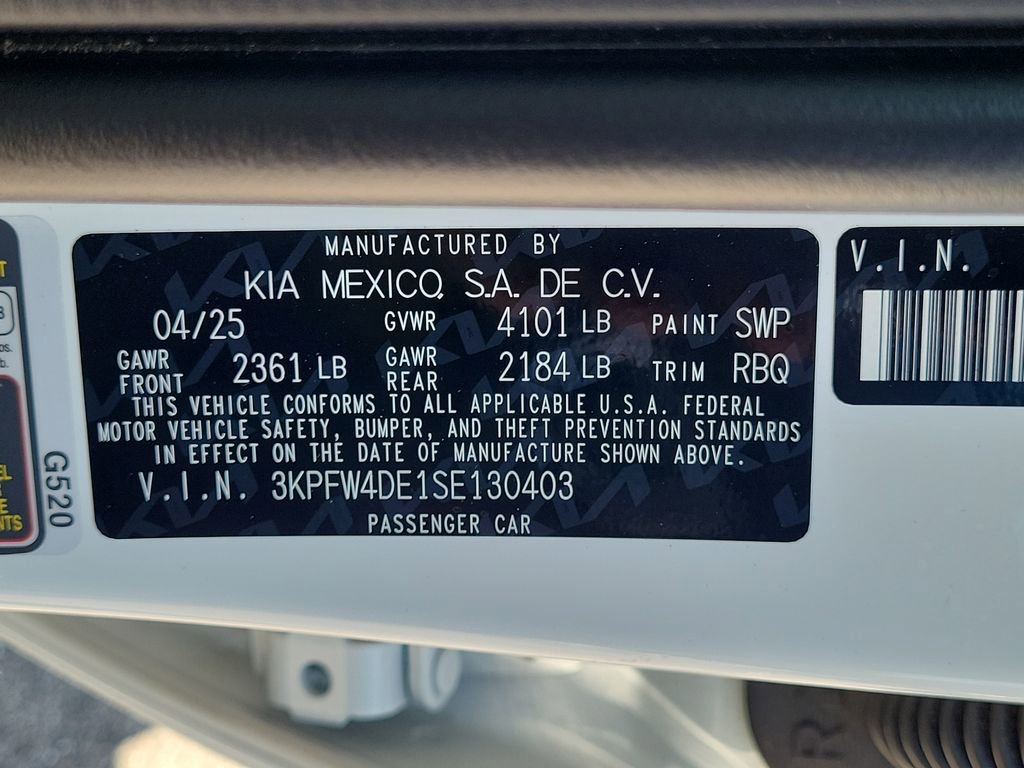 MANUFACTURED BY
KIA MEXICO, S.A. DE C.V.
04/25 GVWR 4101 LB PAINT SWP
GAWR FRONT 2361 LB GAWR REAR 2184 LB TRIM RBQ
THIS VEHICLE CONFORMS TO ALL APPLICABLE U.S.A. FEDERAL
MOTOR VEHICLE SAFETY, BUMPER, AND THEFT PREVENTION STANDARDS
IN EFFECT ON THE DATE OF MANUFACTURE SHOWN ABOVE.
V.I.N. 3KPFW4DE1SE130403
PASSENGER CAR
V.I.N.
G520
R